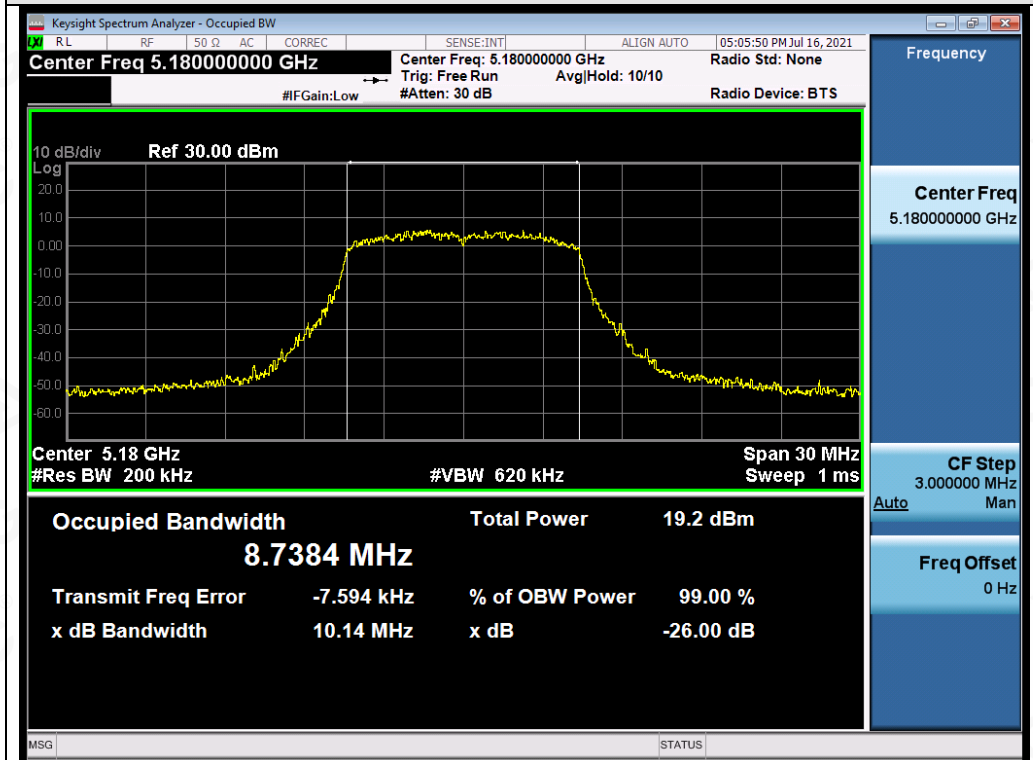 Keysight Spectrum Analyzer - Occupied BW
LXI RL RF 50 Ω AC CORREC SENSE:INT ALIGN AUTO 05:05:50 PM Jul 16, 2021
Center Freq 5.180000000 GHz Center Freq: 5.180000000 GHz Radio Std: None
Trig: Free Run Avg|Hold: 10/10
#IFGain:Low #Atten: 30 dB Radio Device: BTS
10 dB/div Ref 30.00 dBm
Log
20.0
10.0
0.00
-10.0
-20.0
-30.0
-40.0
-50.0
-60.0
Center 5.18 GHz Span 30 MHz
#Res BW 200 kHz #VBW 620 kHz Sweep 1 ms
Occupied Bandwidth Total Power 19.2 dBm
8.7384 MHz
Transmit Freq Error -7.594 kHz % of OBW Power 99.00 %
x dB Bandwidth 10.14 MHz x dB -26.00 dB
MSG STATUS
Frequency
Center Freq
5.180000000 GHz
CF Step
3.000000 MHz
Auto Man
Freq Offset
0 Hz